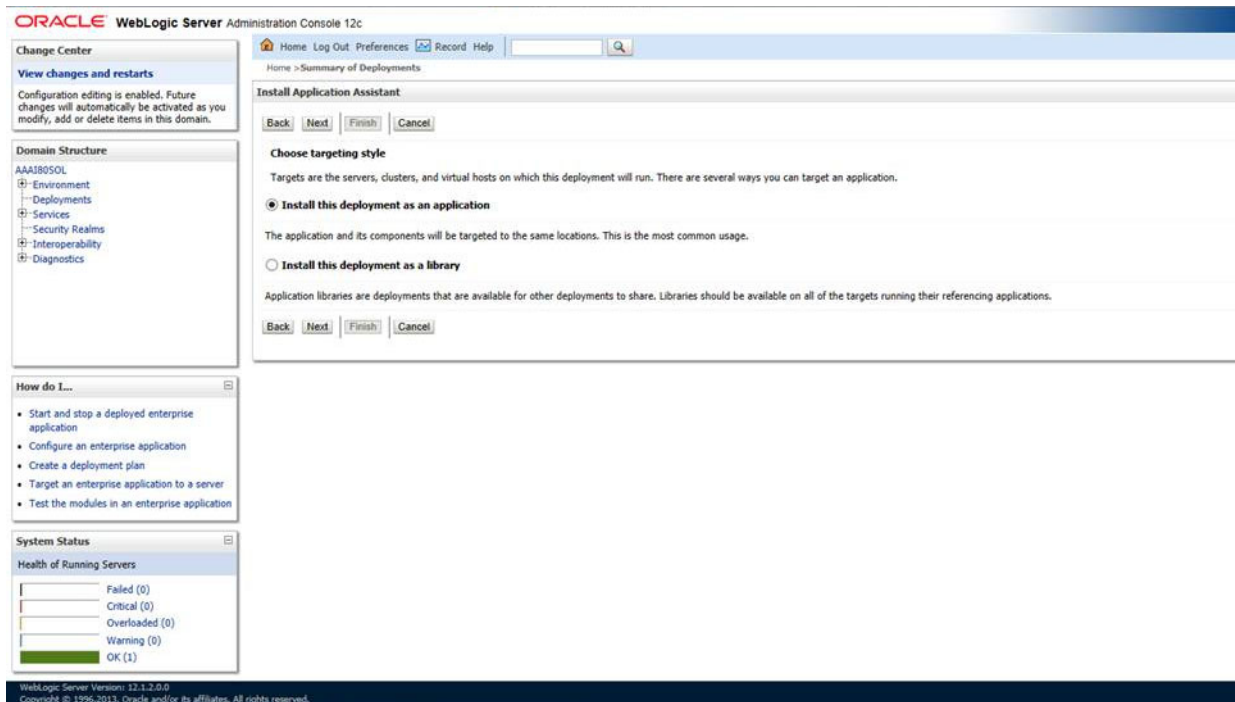 ORACLE WebLogic Server Administration Console 12c
Change Center
View changes and restarts
Configuration editing is enabled. Future
changes will automatically be activated as you
modify, add or delete items in this domain.
Domain Structure
AAAI80SOL
Environment
Deployments
Services
Security Realms
Interoperability
Diagnostics
How do I...
Start and stop a deployed enterprise
application
Configure an enterprise application
Create a deployment plan
Target an enterprise application to a server
Test the modules in an enterprise application
System Status
Health of Running Servers
Failed (0)
Critical (0)
Overloaded (0)
Warning (0)
OK (1)
Home Log Out Preferences Record Help
Home >Summary of Deployments
Install Application Assistant
Back Next Finish Cancel
Choose targeting style
Targets are the servers, clusters, and virtual hosts on which this deployment will run. There are several ways you can target an application.
Install this deployment as an application
The application and its components will be targeted to the same locations. This is the most common usage.
Install this deployment as a library
Application libraries are deployments that are available for other deployments to share. Libraries should be available on all of the targets running their referencing applications.
Back Next Finish Cancel
WebLogic Server Version: 12.1.2.0.0
Copyright © 1996,2013, Oracle and/or its affiliates. All rights reserved.